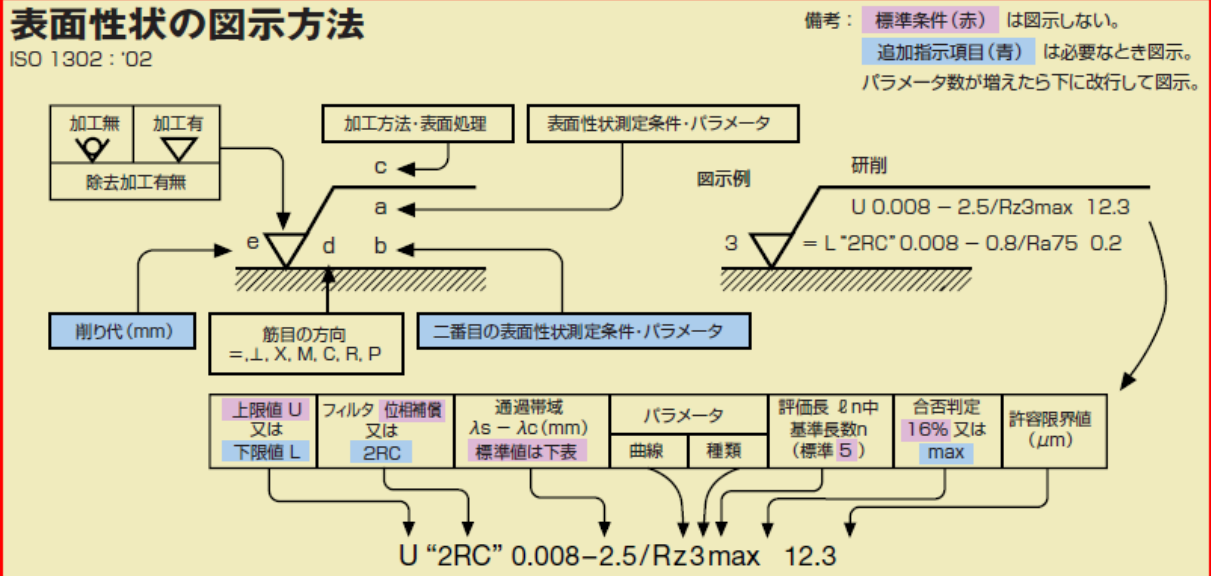 表面性状の図示方法
ISO 1302 : '02
備考 : 標準条件(赤) は図示しない。
追加指示項目(青) は必要なとき図示。
パラメータ数が増えたら下に改行して図示。
加工無 加工有
除去加工有無
加工方法・表面処理
表面性状測定条件・パラメータ
c
a
e d b
削り代(mm)
筋目の方向
=,⊥, X, M, C, R, P
二番目の表面性状測定条件・パラメータ
図示例
研削
U 0.008 − 2.5/Rz3max 12.3
3 = L "2RC" 0.008 − 0.8/Ra75 0.2
上限値 U
又は
下限値 L
フィルタ 位相補償
又は
2RC
通過帯域
λs − λc(mm)
標準値は下表
パラメータ
曲線 種類
評価長 ℓn中
基準長数n
(標準 5 )
合否判定
16% 又は
max
許容限界値
(μm)
U "2RC" 0.008−2.5/Rz3max 12.3